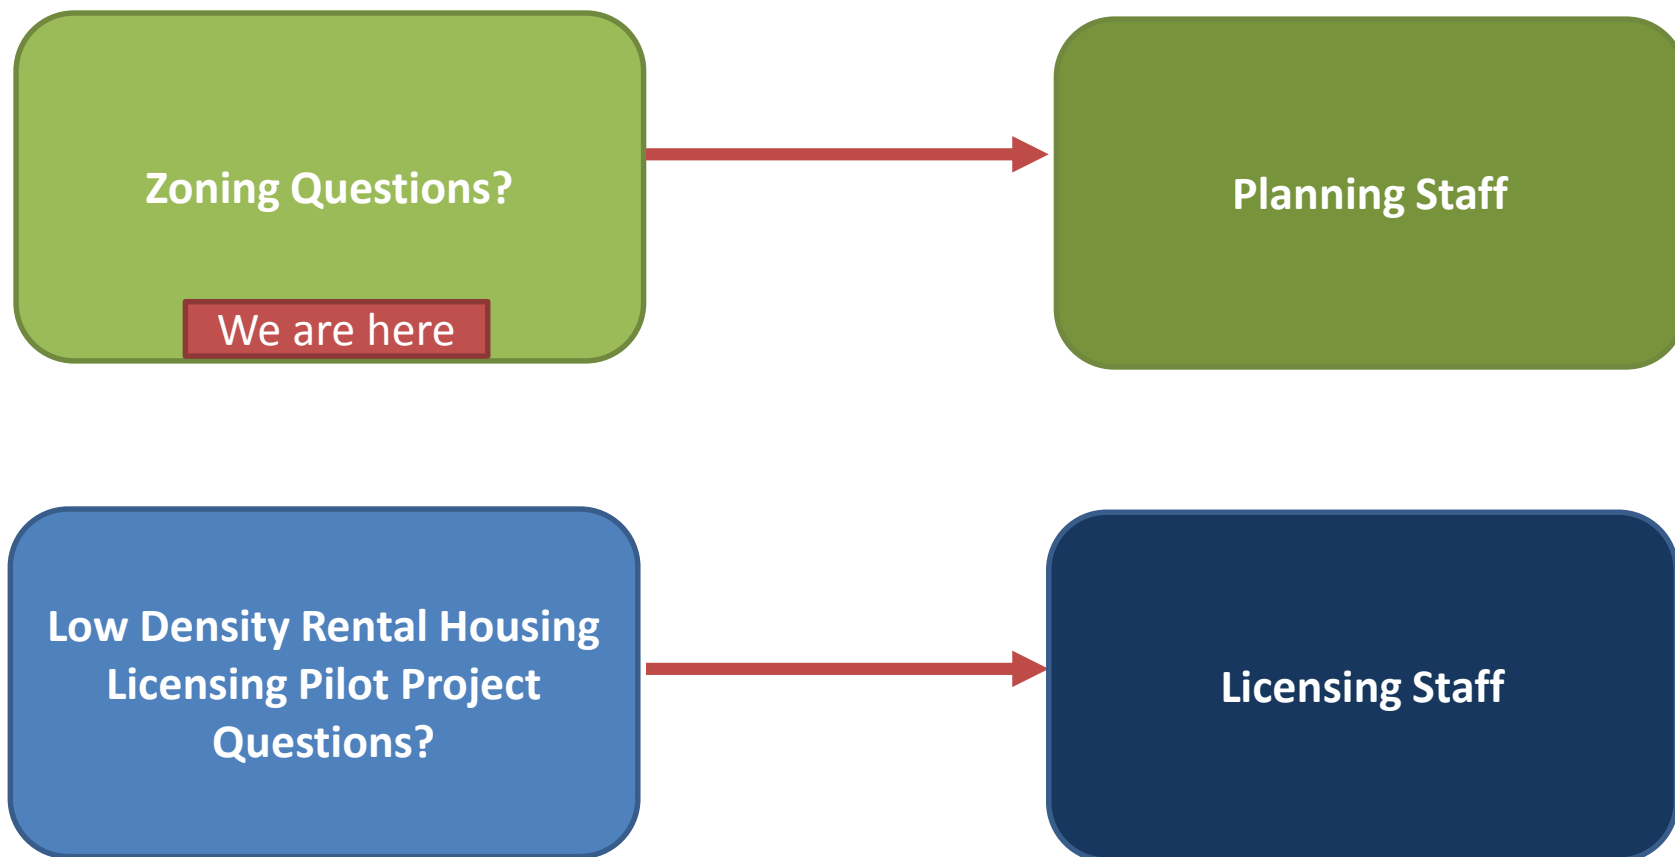 Zoning Questions?
We are here
Planning Staff
Low Density Rental Housing
Licensing Pilot Project
Questions?
Licensing Staff